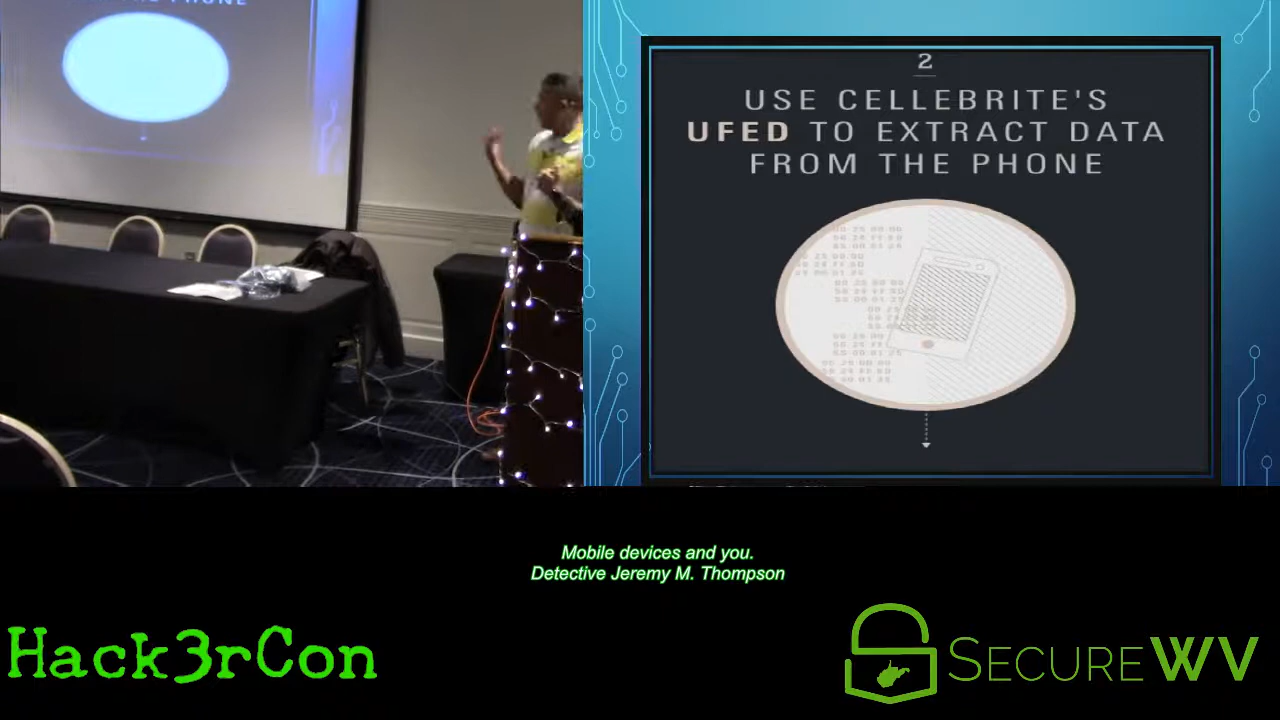 2
USE CELLEBRITE'S
UFED TO EXTRACT DATA
FROM THE PHONE
Mobile devices and you.
Detective Jeremy M. Thompson
Hack3rCon
SECUREWV